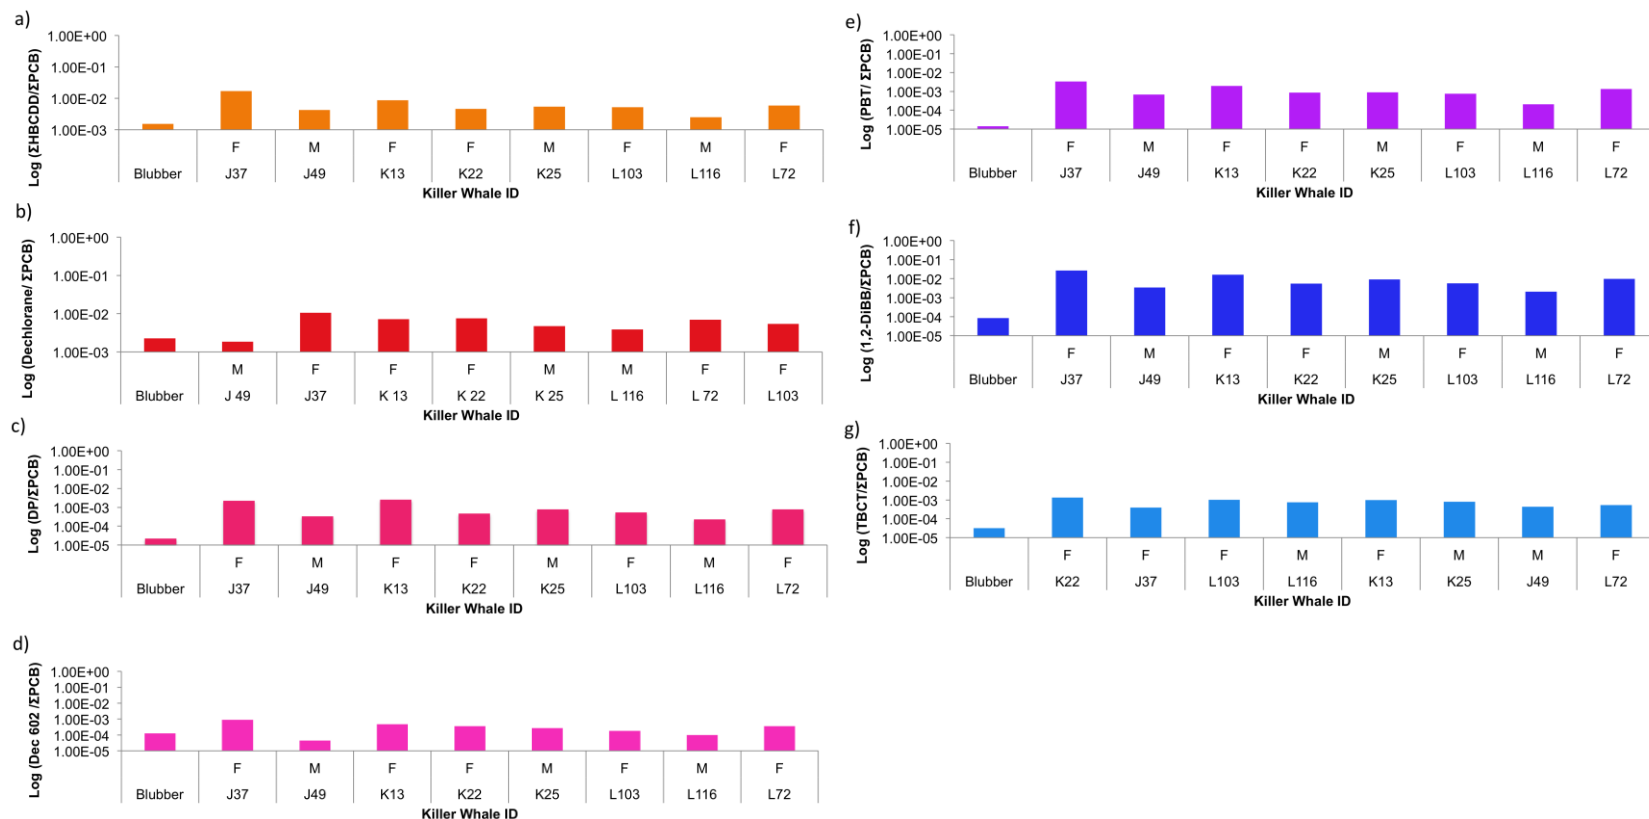 a)
Log (ΣHBCDD/ΣPCB)
1.00E+00
1.00E-01
1.00E-02
1.00E-03
F M F F M F M F
Blubber J37 J49 K13 K22 K25 L103 L116 L72
Killer Whale ID
b)
Log (Dechlorane/ ΣPCB)
1.00E+00
1.00E-01
1.00E-02
1.00E-03
M F F F M M F F
Blubber J 49 J37 K 13 K 22 K 25 L 116 L 72 L103
Killer Whale ID
c)
Log (DP/ΣPCB)
1.00E+00
1.00E-01
1.00E-02
1.00E-03
1.00E-04
1.00E-05
F M F F M F M F
Blubber J37 J49 K13 K22 K25 L103 L116 L72
Killer Whale ID
d)
Log (Dec 602 /ΣPCB)
1.00E+00
1.00E-01
1.00E-02
1.00E-03
1.00E-04
1.00E-05
F M F F M F M F
Blubber J37 J49 K13 K22 K25 L103 L116 L72
Killer Whale ID
e)
Log (PBT/ ΣPCB)
1.00E+00
1.00E-01
1.00E-02
1.00E-03
1.00E-04
1.00E-05
F M F F M F M F
Blubber J37 J49 K13 K22 K25 L103 L116 L72
Killer Whale ID
f)
Log (1,2-DiBB/ΣPCB)
1.00E+00
1.00E-01
1.00E-02
1.00E-03
1.00E-04
1.00E-05
F M F F M F M F
Blubber J37 J49 K13 K22 K25 L103 L116 L72
Killer Whale ID
g)
Log (TBCT/ΣPCB)
1.00E+00
1.00E-01
1.00E-02
1.00E-03
1.00E-04
1.00E-05
F F F M F M M F
Blubber K22 J37 L103 L116 K13 K25 J49 L72
Killer Whale ID